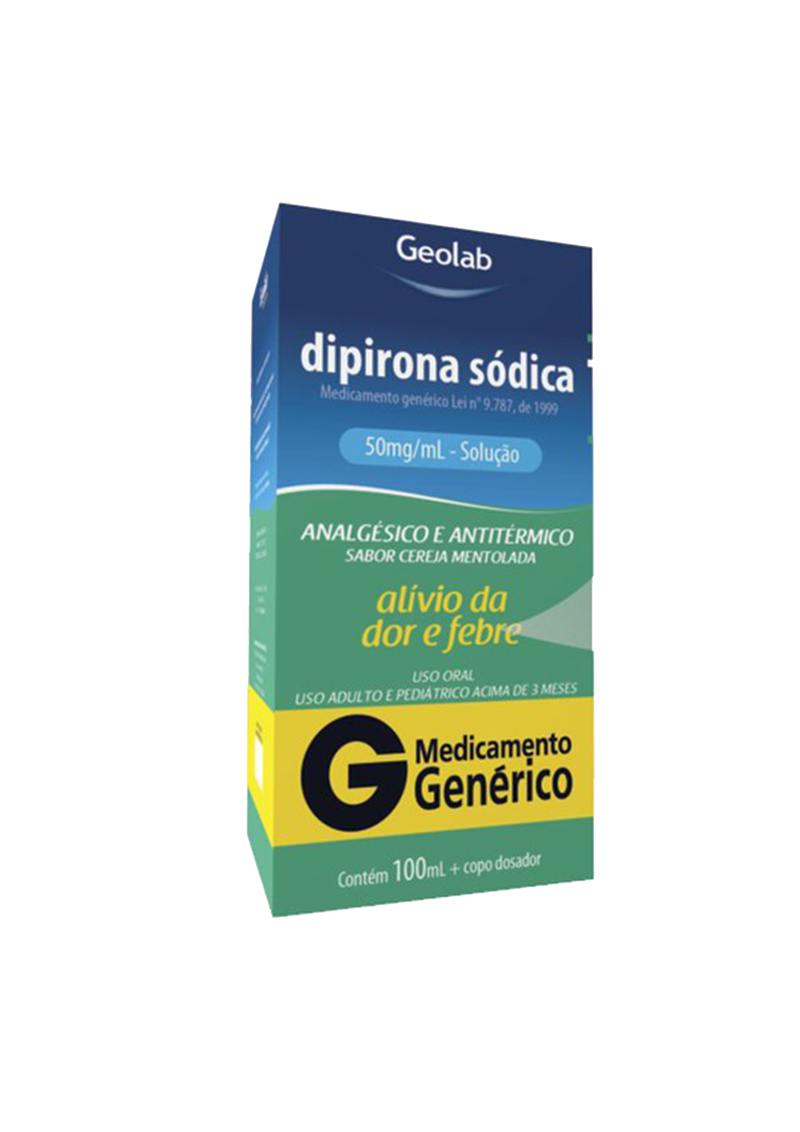 Geolab
dipirona sódica
Medicamento genérico Lei n° 9.787, de 1999
50mg/mL - Solução
ANALGÉSICO E ANTITÉRMICO
SABOR CEREJA MENTOLADA
alívio da
dor e febre
USO ORAL
USO ADULTO E PEDIÁTRICO ACIMA DE 3 MESES
G Medicamento
Genérico
Contém 100mL + copo dosador